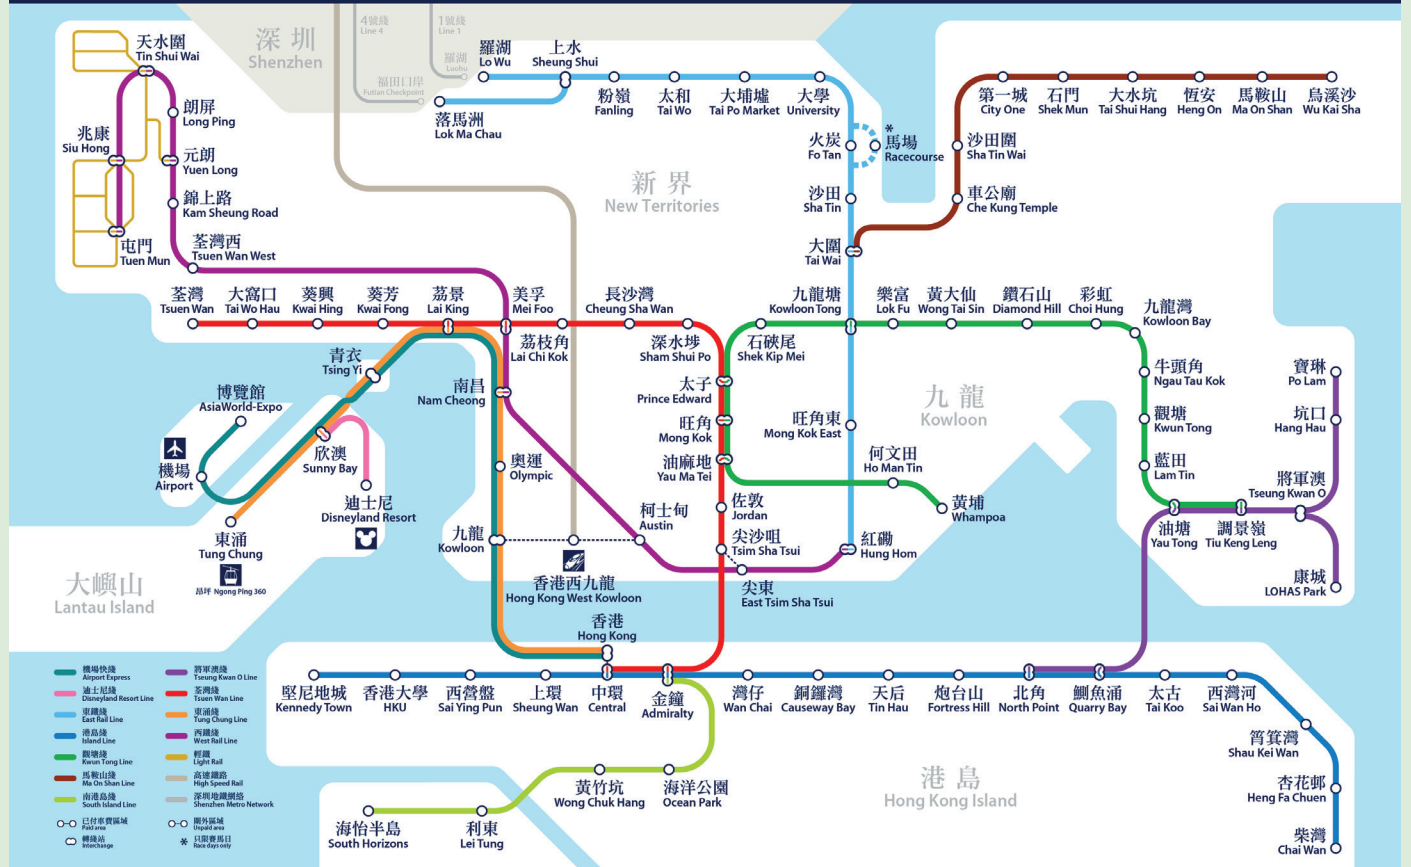 深圳
Shenzhen
4號綫
Line 4
1號綫
Line 1
羅湖
Luohu
福田口岸
Futian Checkpoint
天水圍
Tin Shui Wai
朗屏
Long Ping
兆康
Siu Hong
元朗
Yuen Long
錦上路
Kam Sheung Road
屯門
Tuen Mun
荃灣西
Tsuen Wan West
羅湖
Lo Wu
上水
Sheung Shui
落馬洲
Lok Ma Chau
粉嶺
Fanling
太和
Tai Wo
大埔墟
Tai Po Market
大學
University
火炭
Fo Tan
*
馬場
Racecourse
沙田
Sha Tin
大圍
Tai Wai
第一城
City One
石門
Shek Mun
大水坑
Tai Shui Hang
恆安
Heng On
馬鞍山
Ma On Shan
烏溪沙
Wu Kai Sha
沙田圍
Sha Tin Wai
車公廟
Che Kung Temple
新界
New Territories
荃灣
Tsuen Wan
大窩口
Tai Wo Hau
葵興
Kwai Hing
葵芳
Kwai Fong
荔景
Lai King
美孚
Mei Foo
荔枝角
Lai Chi Kok
長沙灣
Cheung Sha Wan
深水埗
Sham Shui Po
石硤尾
Shek Kip Mei
九龍塘
Kowloon Tong
樂富
Lok Fu
黃大仙
Wong Tai Sin
鑽石山
Diamond Hill
彩虹
Choi Hung
九龍灣
Kowloon Bay
牛頭角
Ngau Tau Kok
觀塘
Kwun Tong
藍田
Lam Tin
油塘
Yau Tong
調景嶺
Tiu Keng Leng
寶琳
Po Lam
坑口
Hang Hau
將軍澳
Tseung Kwan O
康城
LOHAS Park
太子
Prince Edward
旺角
Mong Kok
油麻地
Yau Ma Tei
佐敦
Jordan
尖沙咀
Tsim Sha Tsui
尖東
East Tsim Sha Tsui
旺角東
Mong Kok East
何文田
Ho Man Tin
黃埔
Whampoa
紅磡
Hung Hom
九龍
Kowloon
青衣
Tsing Yi
博覽館
AsiaWorld-Expo
機場
Airport
欣澳
Sunny Bay
迪士尼
Disneyland Resort
東涌
Tung Chung
昂坪 Ngong Ping 360
大嶼山
Lantau Island
南昌
Nam Cheong
奧運
Olympic
九龍
Kowloon
柯士甸
Austin
香港西九龍
Hong Kong West Kowloon
香港
Hong Kong
堅尼地城
Kennedy Town
香港大學
HKU
西營盤
Sai Ying Pun
上環
Sheung Wan
中環
Central
金鐘
Admiralty
灣仔
Wan Chai
銅鑼灣
Causeway Bay
天后
Tin Hau
炮台山
Fortress Hill
北角
North Point
鰂魚涌
Quarry Bay
太古
Tai Koo
西灣河
Sai Wan Ho
筲箕灣
Shau Kei Wan
杏花邨
Heng Fa Chuen
柴灣
Chai Wan
海洋公園
Ocean Park
黃竹坑
Wong Chuk Hang
利東
Lei Tung
海怡半島
South Horizons
港島
Hong Kong Island
機場快綫
Airport Express
迪士尼綫
Disneyland Resort Line
東鐵綫
East Rail Line
港島綫
Island Line
觀塘綫
Kwun Tong Line
馬鞍山綫
Ma On Shan Line
南港島綫
South Island Line
已付車費區域
Paid area
轉綫站
Interchange
將軍澳綫
Tseung Kwan O Line
荃灣綫
Tsuen Wan Line
東涌綫
Tung Chung Line
西鐵綫
West Rail Line
輕鐵
Light Rail
高速鐵路
High Speed Rail
深圳地鐵網絡
Shenzhen Metro Network
閘外區域
Unpaid area
* 只限賽馬日
Race days only